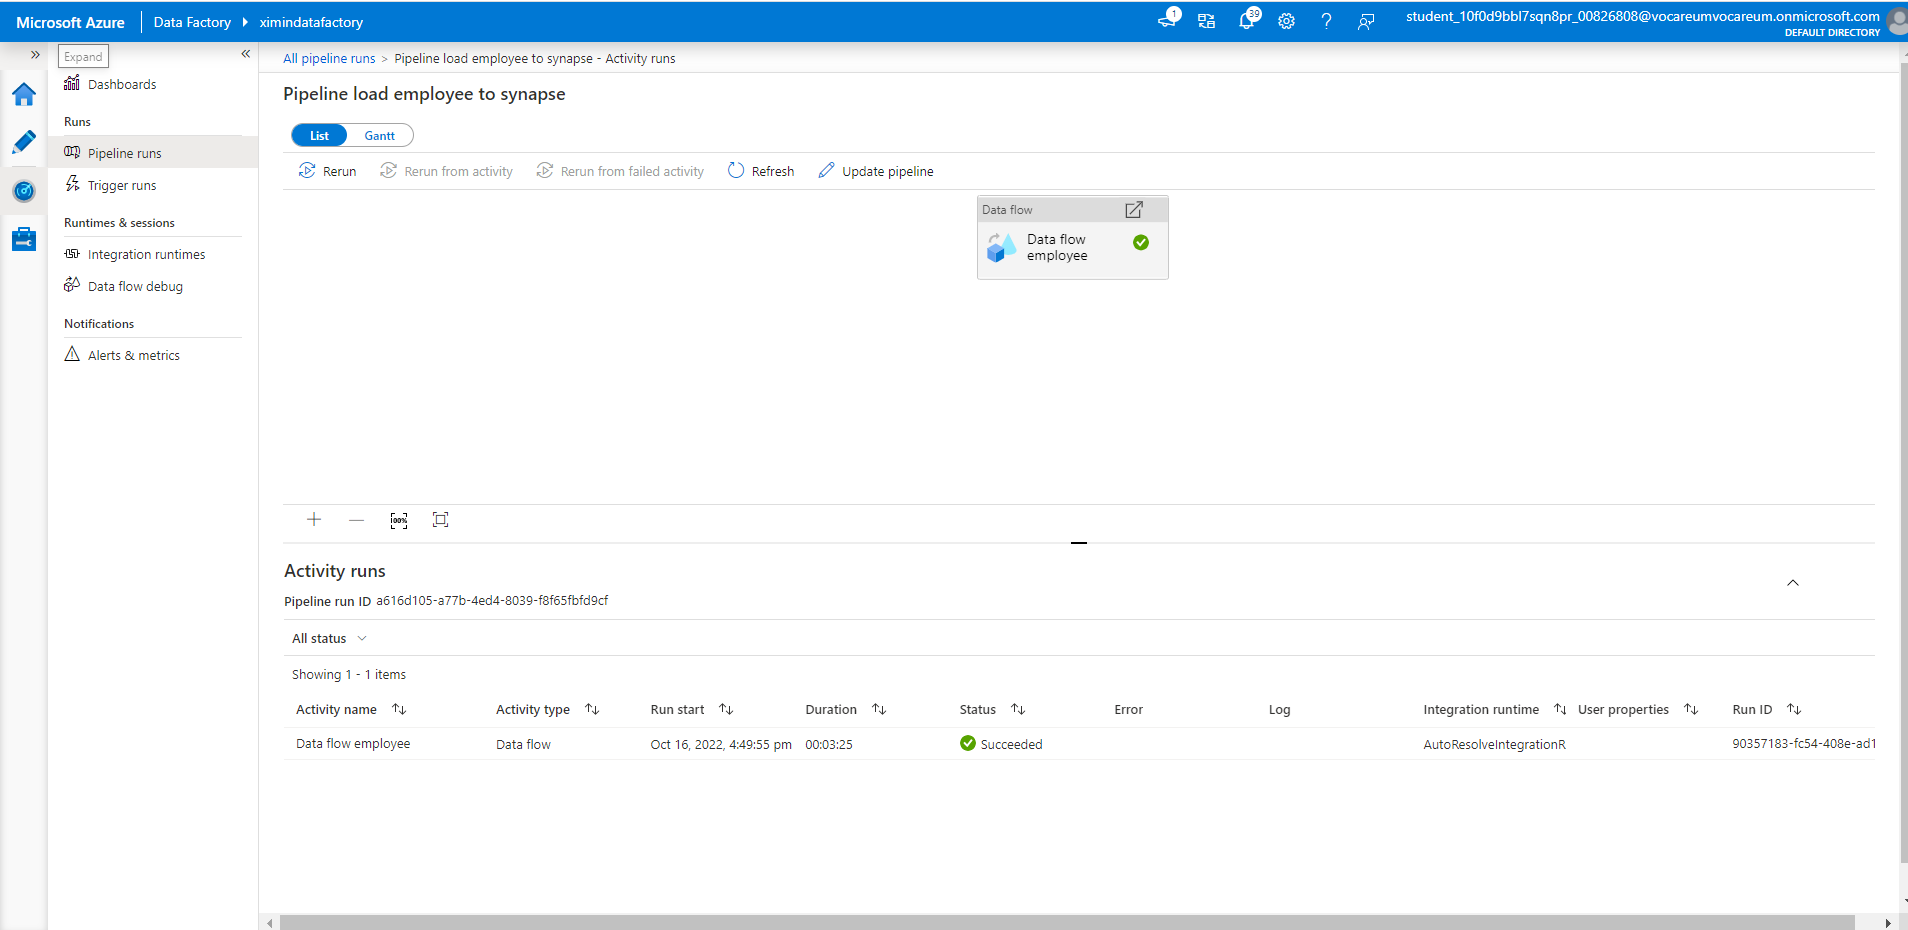 Microsoft Azure
Data Factory
ximindatafactory
1
39
student_10f0d9bbl7sqn8pr_00826808@vocareumvocareum.onmicrosoft.com
DEFAULT DIRECTORY
Expand
Dashboards
Runs
Pipeline runs
Trigger runs
Runtimes & sessions
Integration runtimes
Data flow debug
Notifications
Alerts & metrics
All pipeline runs > Pipeline load employee to synapse - Activity runs
Pipeline load employee to synapse
List Gantt
Rerun Rerun from activity Rerun from failed activity Refresh Update pipeline
Data flow
Data flow
employee
100%
Activity runs
Pipeline run ID a616d105-a77b-4ed4-8039-f8f65fbfd9cf
All status
Showing 1 - 1 items
Activity name Activity type Run start Duration Status Error Log Integration runtime User properties Run ID
Data flow employee Data flow Oct 16, 2022, 4:49:55 pm 00:03:25 Succeeded AutoResolveIntegrationR 90357183-fc54-408e-ad1